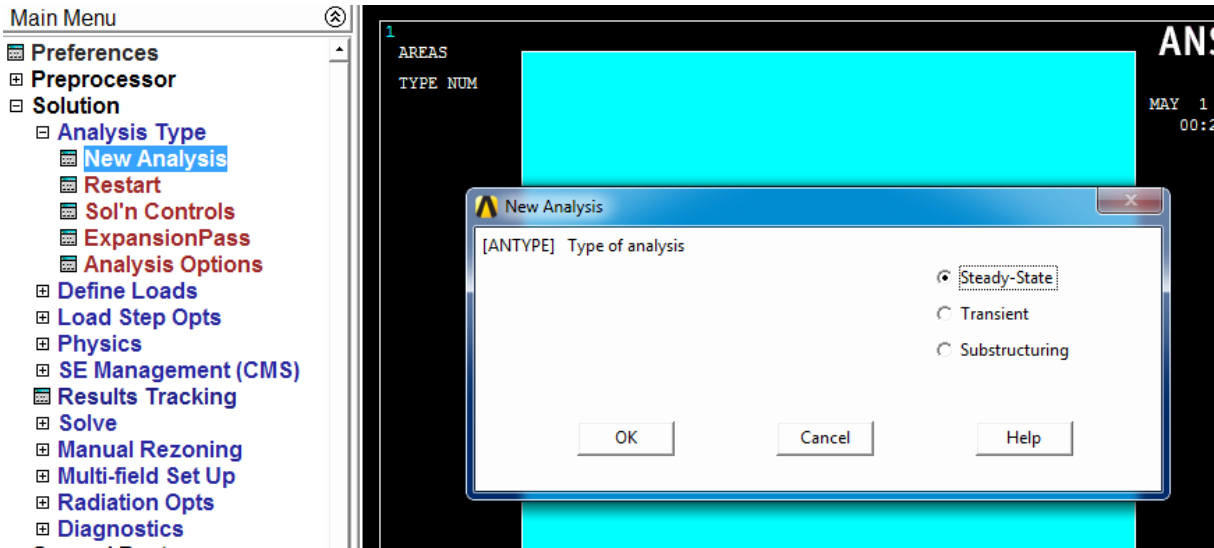 Main Menu
Preferences
Preprocessor
Solution
Analysis Type
New Analysis
Restart
Sol'n Controls
ExpansionPass
Analysis Options
Define Loads
Load Step Opts
Physics
SE Management (CMS)
Results Tracking
Solve
Manual Rezoning
Multi-field Set Up
Radiation Opts
Diagnostics
1
AREAS
TYPE NUM
MAY 1
New Analysis
[ANTYPE] Type of analysis
Steady-State
Transient
Substructuring
OK Cancel Help